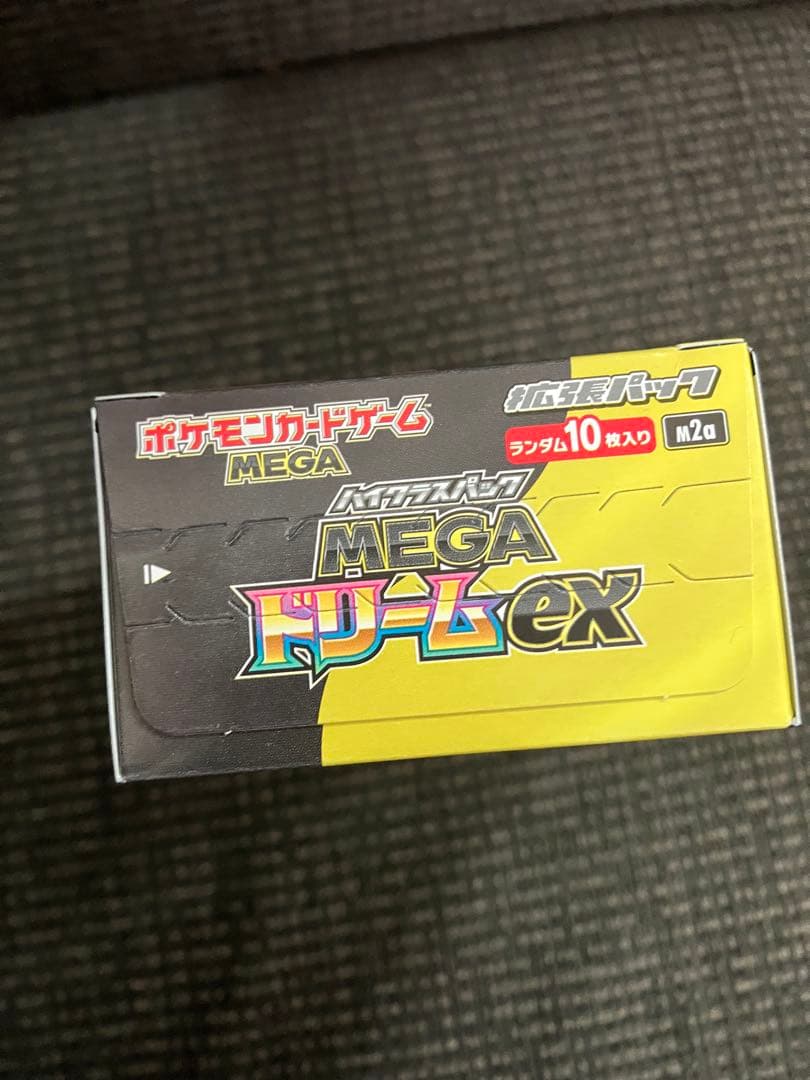 ポケモンカードゲーム
MEGA
拡張パック
ランダム10枚入り
M2a
ハイクラスパック
MEGA
ドリームex